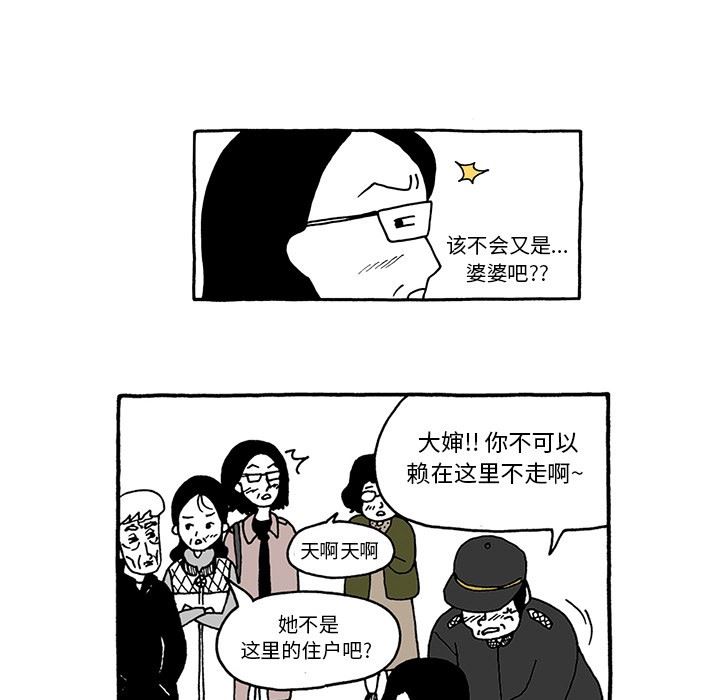 该不会又是...
婆婆吧??
大婶!! 你不可以
赖在这里不走啊~
天啊天啊
她不是
这里的住户吧?